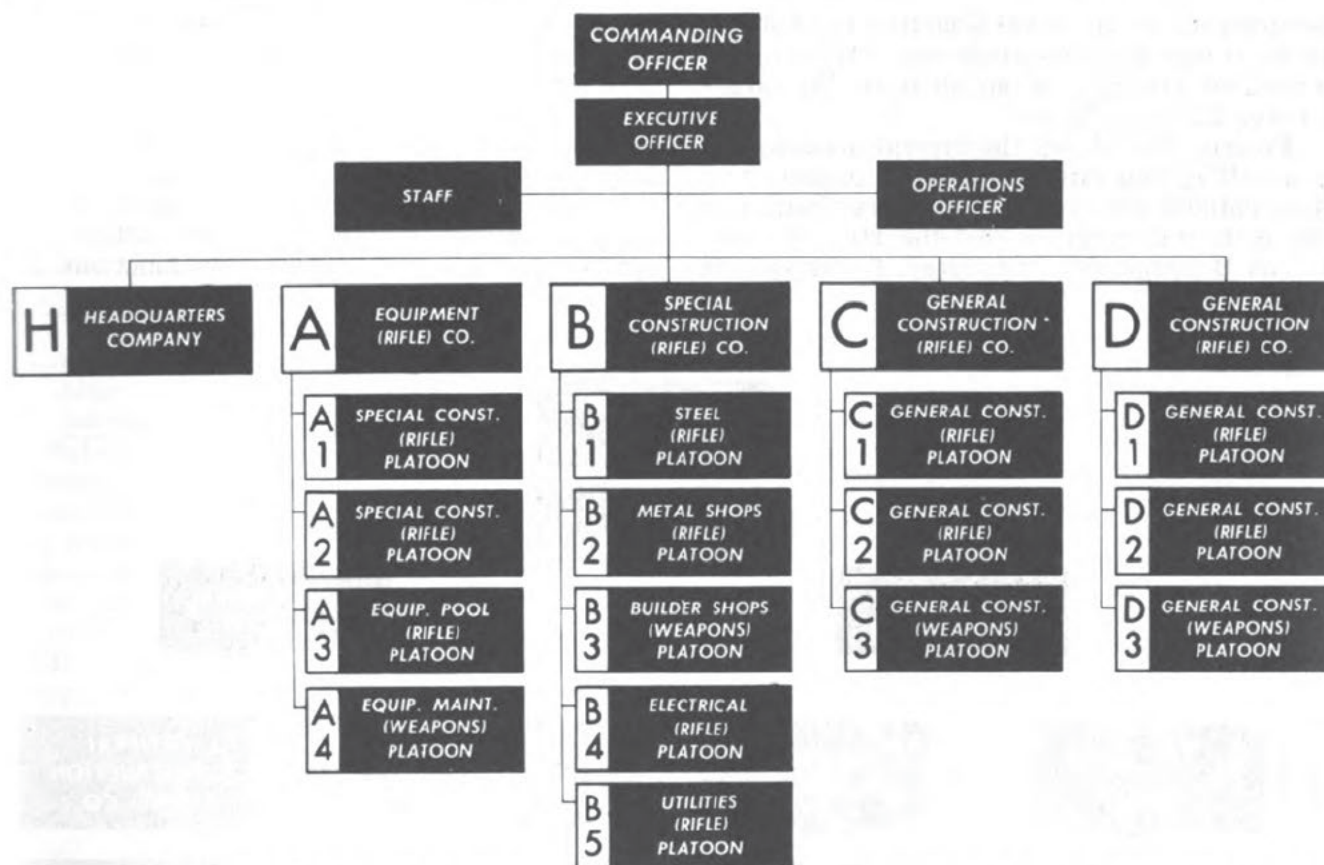 COMMANDING
OFFICER
EXECUTIVE
OFFICER
STAFF
OPERATIONS
OFFICER
H
HEADQUARTERS
COMPANY
A
EQUIPMENT
(RIFLE) CO.
B
SPECIAL
CONSTRUCTION
(RIFLE) CO.
C
GENERAL
CONSTRUCTION
(RIFLE) CO.
D
GENERAL
CONSTRUCTION
(RIFLE) CO.
A
1
SPECIAL CONST.
(RIFLE)
PLATOON
B
1
STEEL
(RIFLE)
PLATOON
C
1
GENERAL CONST.
(RIFLE)
PLATOON
D
1
GENERAL CONST.
(RIFLE)
PLATOON
A
2
SPECIAL CONST.
(RIFLE)
PLATOON
B
2
METAL SHOPS
(RIFLE)
PLATOON
C
2
GENERAL CONST.
(RIFLE)
PLATOON
D
2
GENERAL CONST.
(RIFLE)
PLATOON
A
3
EQUIP. POOL
(RIFLE)
PLATOON
B
3
BUILDER SHOPS
(WEAPONS)
PLATOON
C
3
GENERAL CONST.
(WEAPONS)
PLATOON
D
3
GENERAL CONST.
(WEAPONS)
PLATOON
A
4
EQUIP. MAINT.
(WEAPONS)
PLATOON
B
4
ELECTRICAL
(RIFLE)
PLATOON
B
5
UTILITIES
(RIFLE)
PLATOON